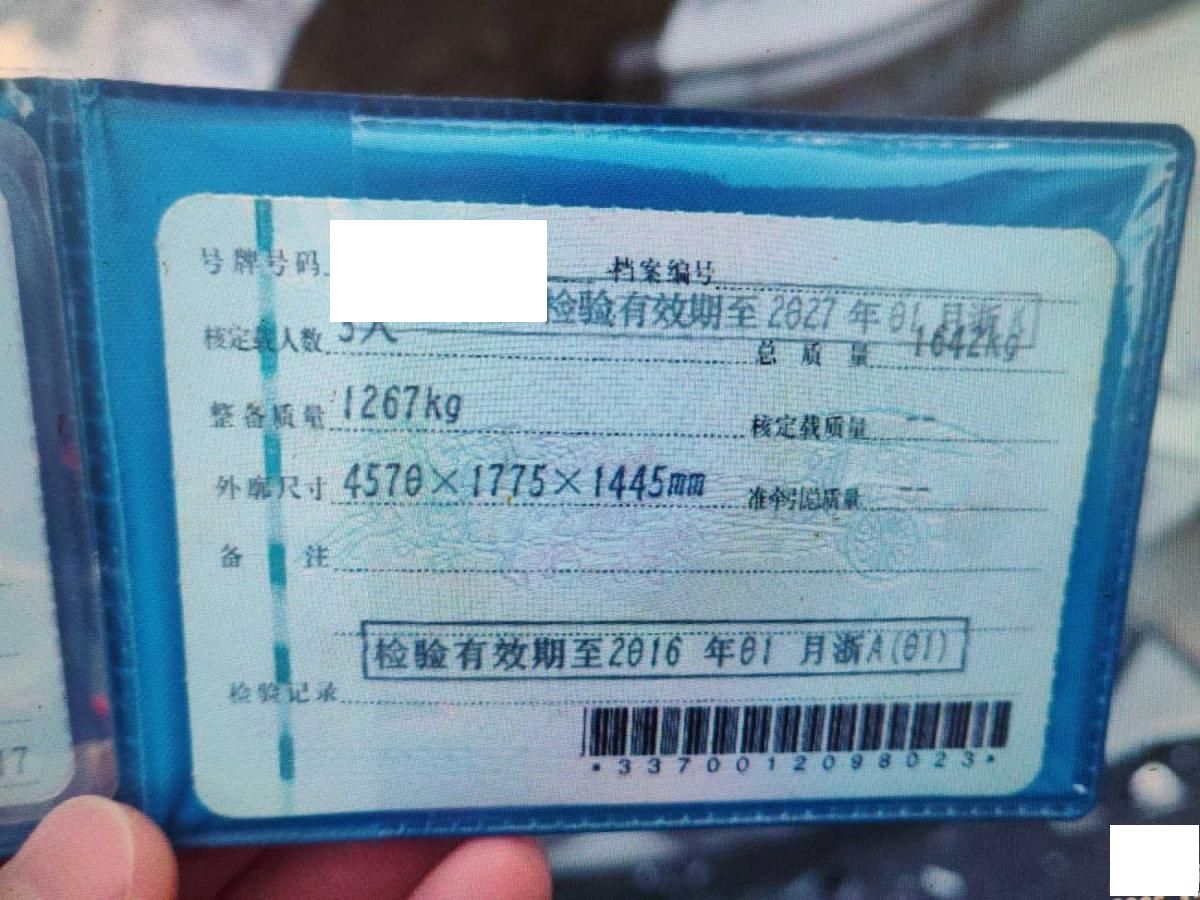 号牌号码 档案编号
检验有效期至2027年01月浙A
核定载人数 5人 总质量 1642kg
整备质量 1267kg 核定载质量 --
外廓尺寸 4570×1775×1445mm 准牵引总质量 --
备注
检验有效期至2016年01月浙A(01)
检验记录
*3370012098023*
17